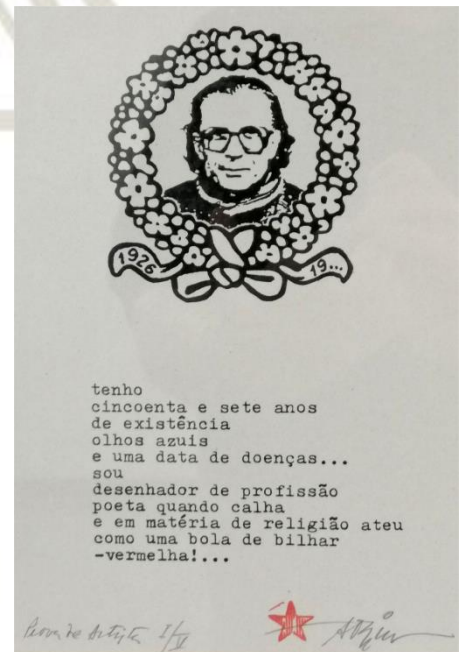 1926
19...
tenho
cincoenta e sete anos
de existência
olhos azuis
e uma data de doenças...
sou
desenhador de profissão
poeta quando calha
e em matéria de religião ateu
como uma bola de bilhar
-vermelha!...
Prova de Artista I/V